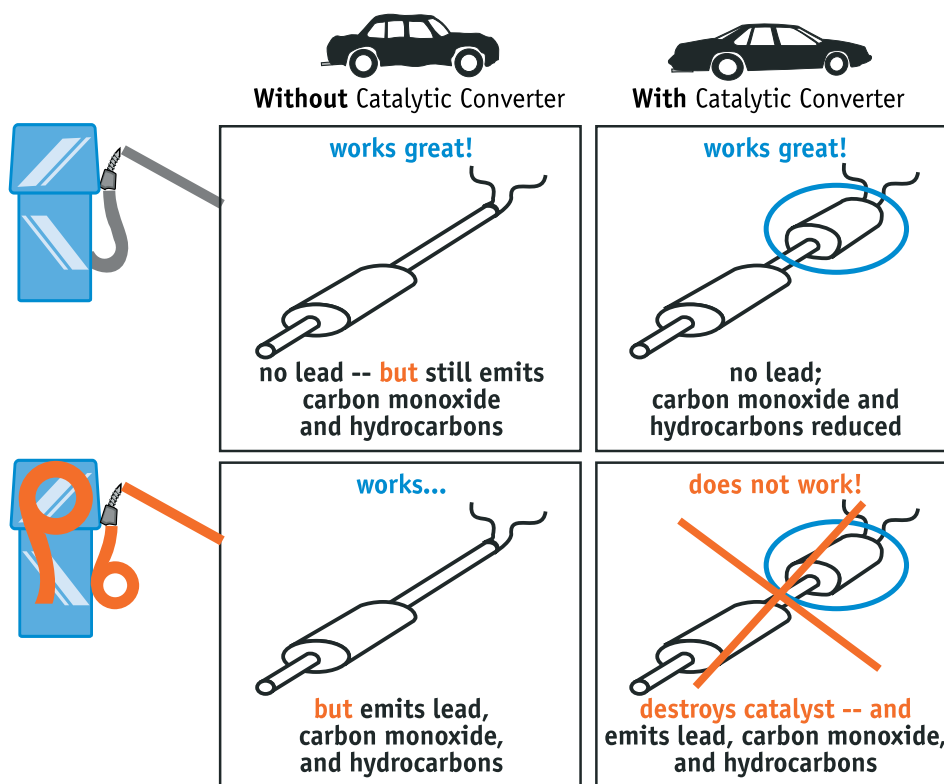 Without Catalytic Converter
With Catalytic Converter
works great!
no lead -- but still emits
carbon monoxide
and hydrocarbons
works great!
no lead;
carbon monoxide and
hydrocarbons reduced
Pb
works...
but emits lead,
carbon monoxide,
and hydrocarbons
does not work!
destroys catalyst -- and
emits lead, carbon monoxide,
and hydrocarbons